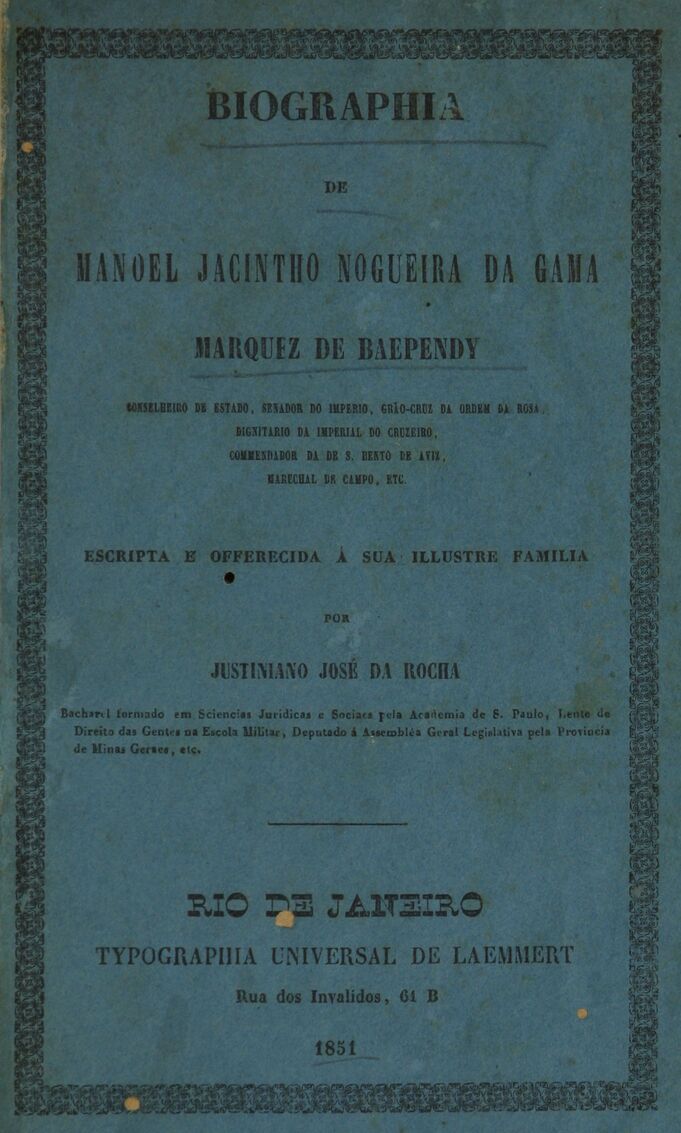 BIOGRAPHIA
DE
MANOEL JACINTHO NOGUEIRA DA GAMA
MARQUEZ DE BAEPENDY
CONSELHEIRO DE ESTADO, SENADOR DO IMPERIO, GRÃO-CRUZ DA ORDEM DA ROSA,
DIGNITARIO DA IMPERIAL DO CRUZEIRO,
COMMENDADOR DA DE S. BENTO DE AVIZ,
MARECHAL DE CAMPO, ETC.
ESCRIPTA E OFFERECIDA Á SUA ILLUSTRE FAMILIA
POR
JUSTINIANO JOSÉ DA ROCHA
Bacharel formado em Sciencias Juridicas e Sociaes pela Academia de S. Paulo, Lente de
Direito das Gentes na Escola Militar, Deputado á Assembléa Geral Legislativa pela Provincia
de Minas Geraes, etc.
RIO DE JANEIRO
TYPOGRAPHIA UNIVERSAL DE LAEMMERT
Rua dos Invalidos, 61 B
1851